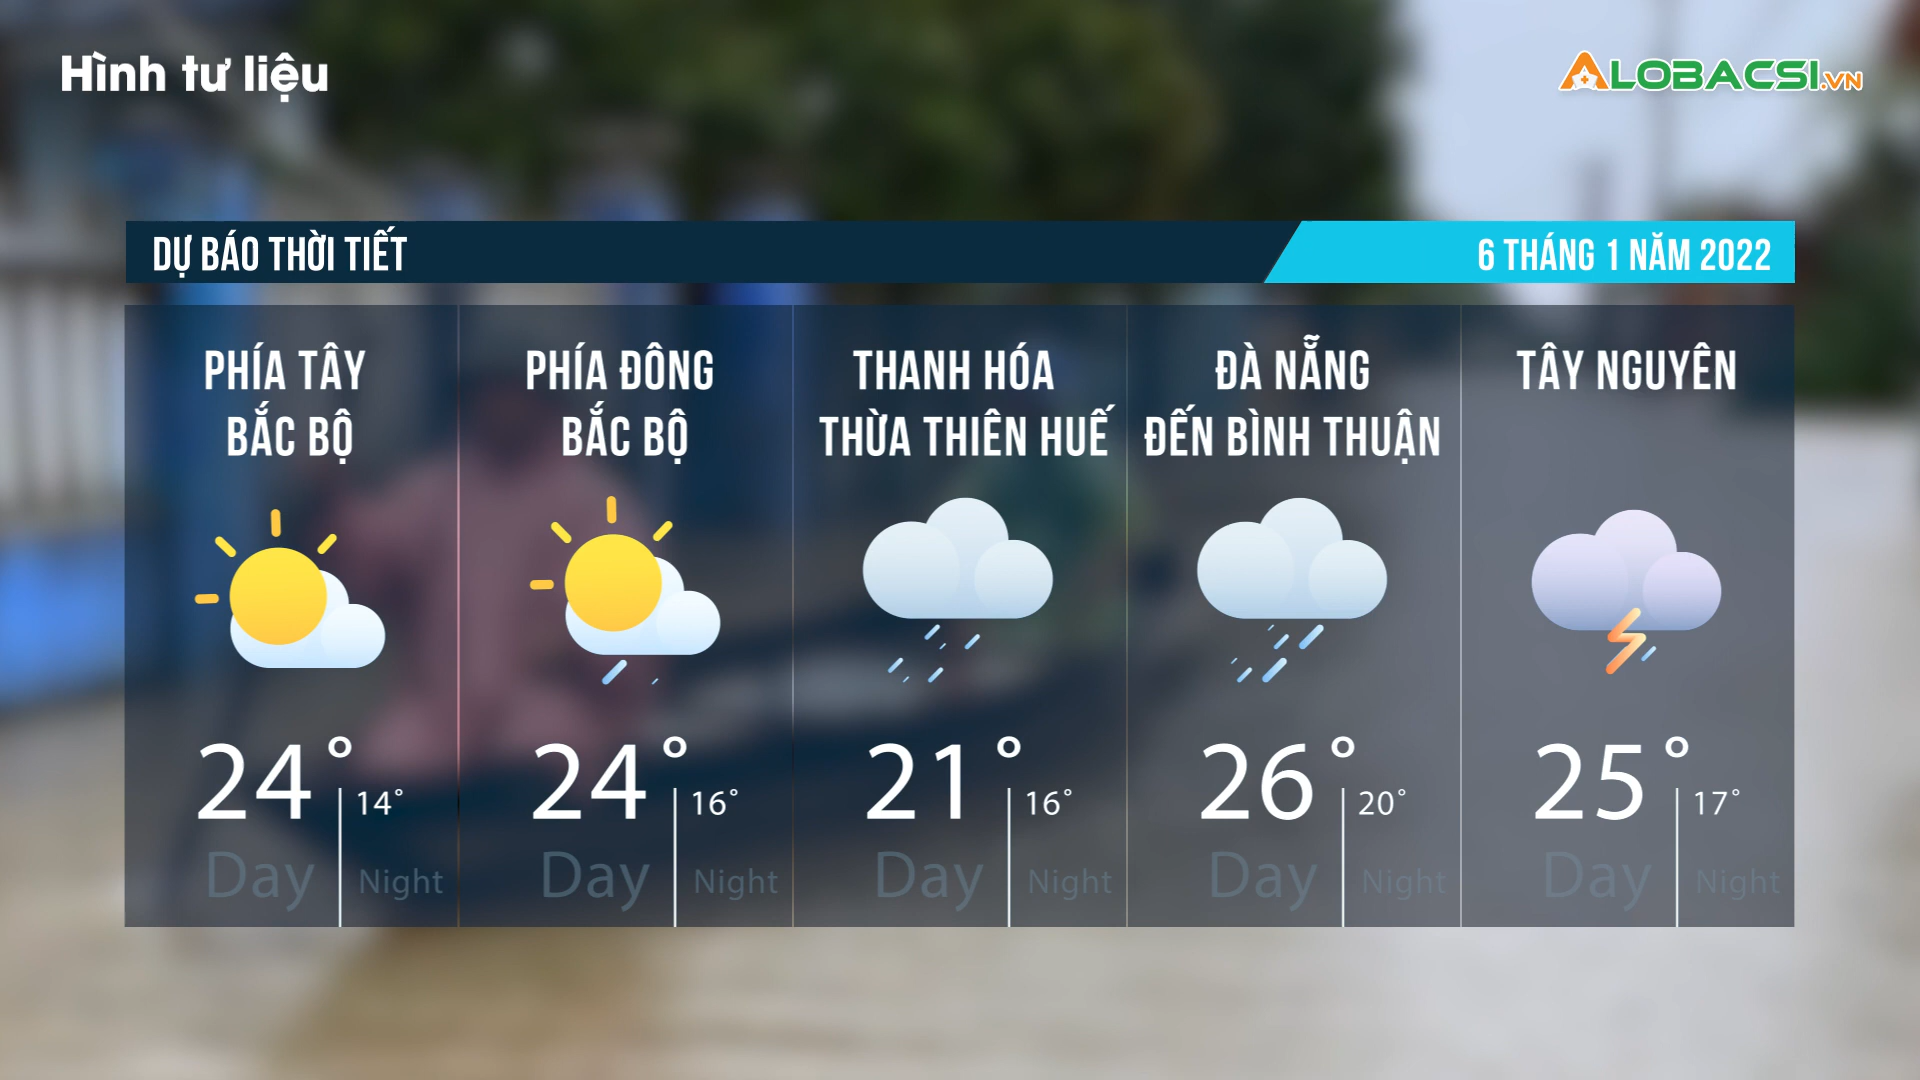 Hình tư liệu
ALOBACSI.VN
DỰ BÁO THỜI TIẾT
6 THÁNG 1 NĂM 2022
PHÍA TÂY
BẮC BỘ
24°
14°
Day
Night
PHÍA ĐÔNG
BẮC BỘ
24°
16°
Day
Night
THANH HÓA
THỪA THIÊN HUẾ
21°
16°
Day
Night
ĐÀ NẴNG
ĐẾN BÌNH THUẬN
26°
20°
Day
Night
TÂY NGUYÊN
25°
17°
Day
Night